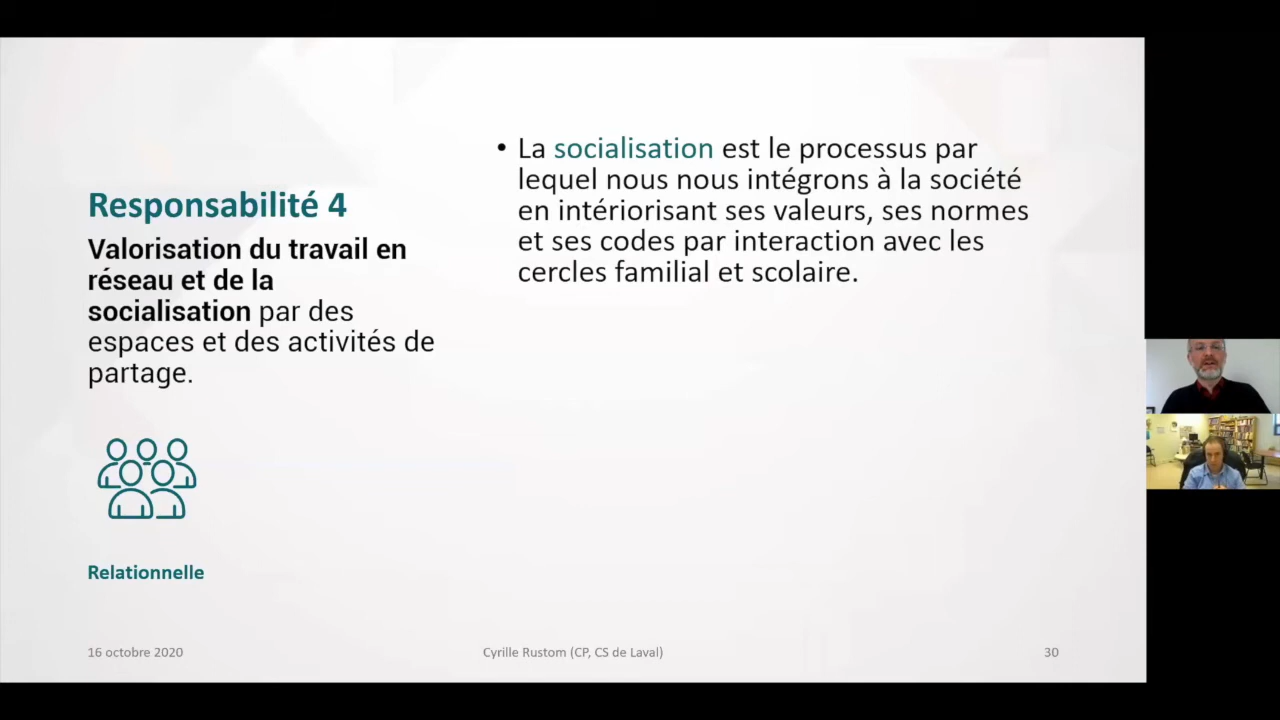 Responsabilité 4
Valorisation du travail en
réseau et de la
socialisation par des
espaces et des activités de
partage.
Relationnelle
• La socialisation est le processus par
lequel nous nous intégrons à la société
en intériorisant ses valeurs, ses normes
et ses codes par interaction avec les
cercles familial et scolaire.
16 octobre 2020
Cyrille Rustom (CP, CS de Laval)
30